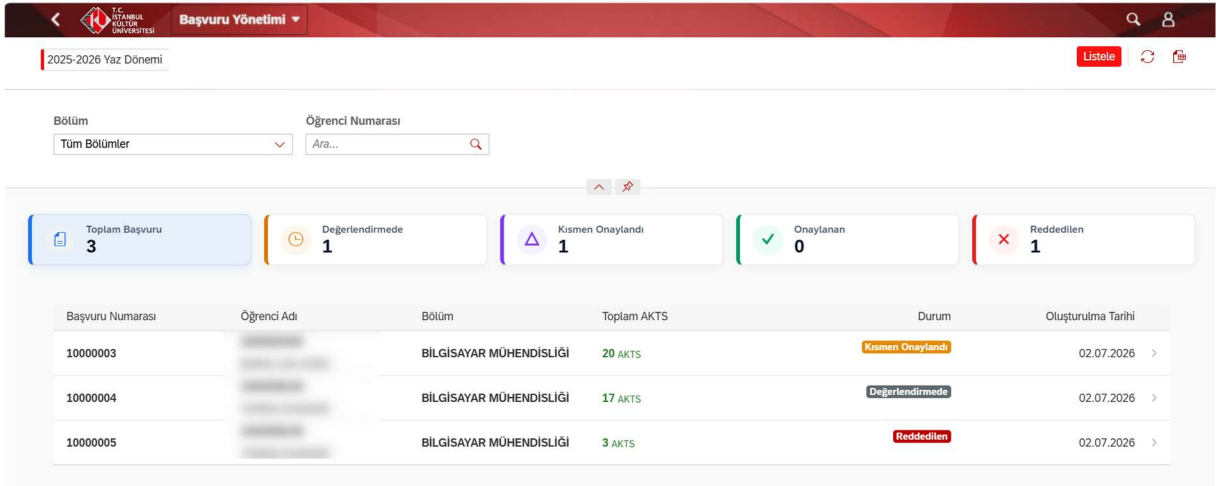 T.C.
İSTANBUL
KÜLTÜR
ÜNİVERSİTESİ
Başvuru Yönetimi
2025-2026 Yaz Dönemi
Listele
Bölüm
Öğrenci Numarası
Tüm Bölümler
Ara...
Toplam Başvuru
3
Değerlendirmede
1
Kısmen Onaylandı
1
Onaylanan
0
Reddedilen
1
Başvuru Numarası Öğrenci Adı Bölüm Toplam AKTS Durum Oluşturulma Tarihi
10000003 BİLGİSAYAR MÜHENDİSLİĞİ 20 AKTS Kısmen Onaylandı 02.07.2026
10000004 BİLGİSAYAR MÜHENDİSLİĞİ 17 AKTS Değerlendirmede 02.07.2026
10000005 BİLGİSAYAR MÜHENDİSLİĞİ 3 AKTS Reddedilen 02.07.2026